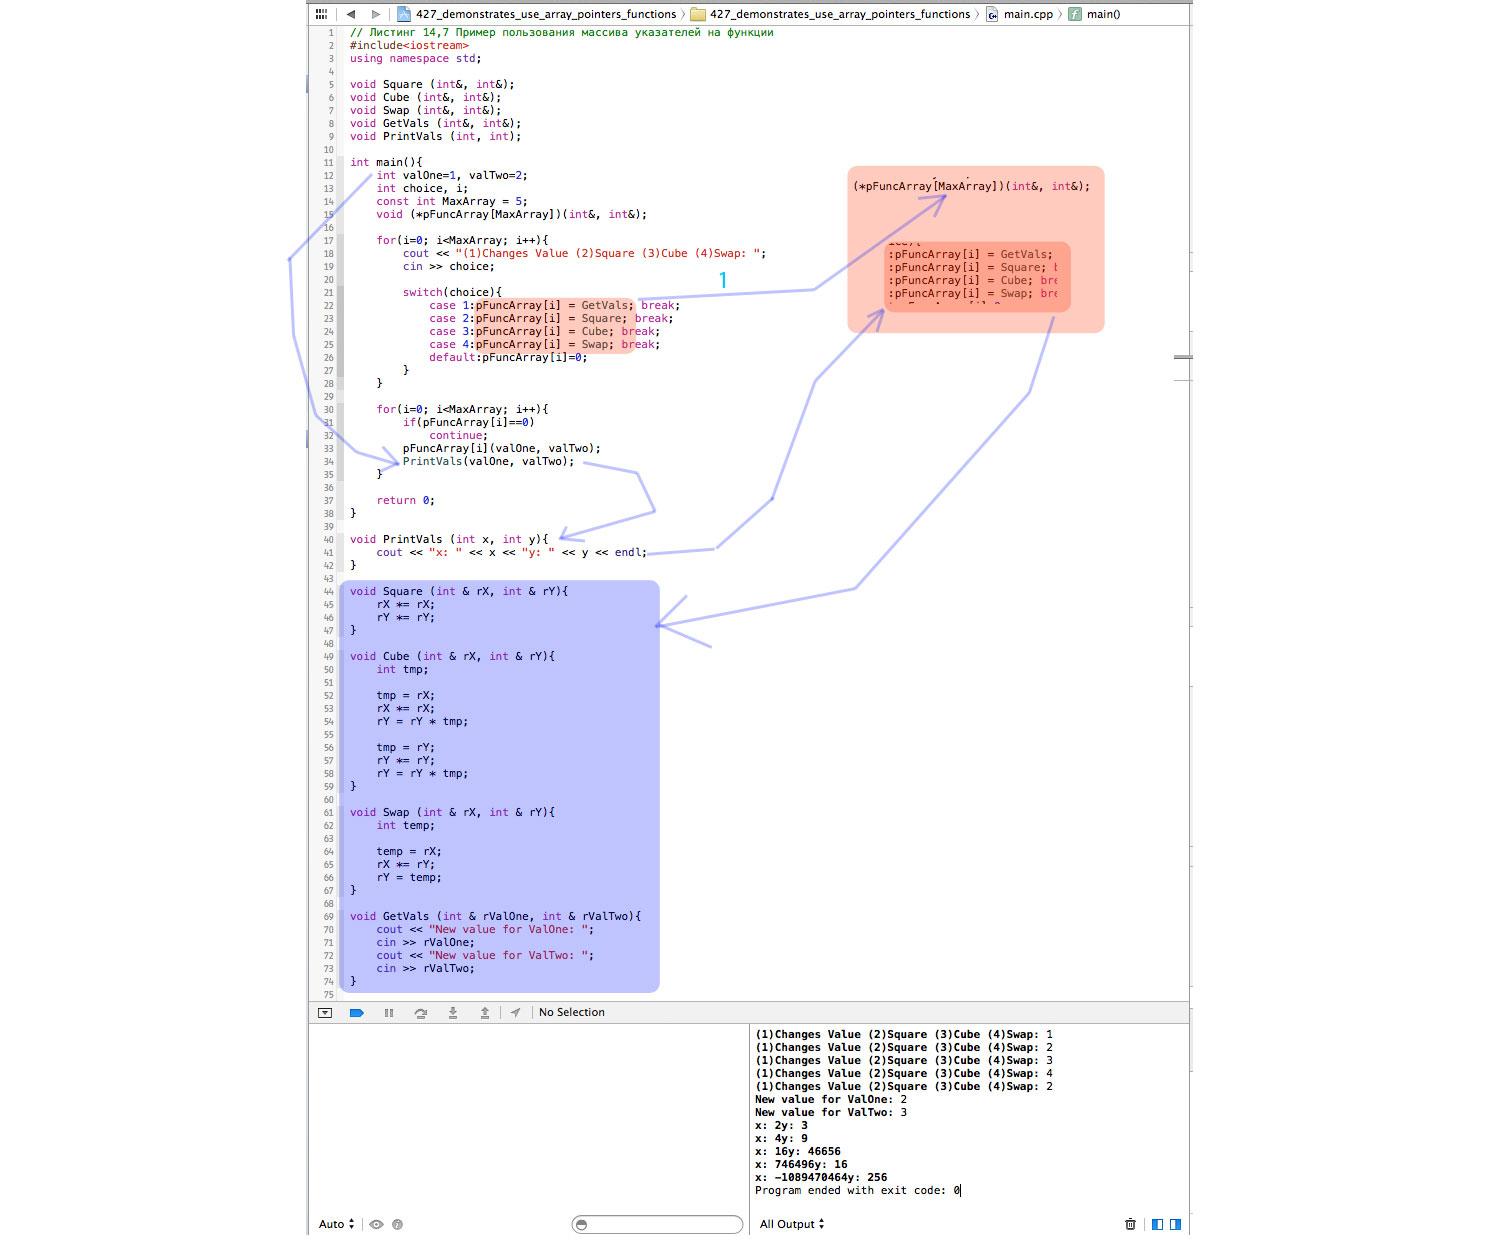 427_demonstrates_use_array_pointers_functions 427_demonstrates_use_array_pointers_functions main.cpp main()
1 // Листинг 14,7 Пример пользования массива указателей на функции
2 #include<iostream>
3 using namespace std;
4
5 void Square (int&, int&);
6 void Cube (int&, int&);
7 void Swap (int&, int&);
8 void GetVals (int&, int&);
9 void PrintVals (int, int);
10
11 int main(){
12 int valOne=1, valTwo=2;
13 int choice, i;
14 const int MaxArray = 5;
15 void (*pFuncArray[MaxArray])(int&, int&);
16
17 for(i=0; i<MaxArray; i++){
18 cout << "(1)Changes Value (2)Square (3)Cube (4)Swap: ";
19 cin >> choice;
20
21 switch(choice){
22 case 1:pFuncArray[i] = GetVals; break;
23 case 2:pFuncArray[i] = Square; break;
24 case 3:pFuncArray[i] = Cube; break;
25 case 4:pFuncArray[i] = Swap; break;
26 default:pFuncArray[i]=0;
27 }
28 }
29
30 for(i=0; i<MaxArray; i++){
31 if(pFuncArray[i]==0)
32 continue;
33 pFuncArray[i](valOne, valTwo);
34 PrintVals(valOne, valTwo);
35 }
36
37 return 0;
38 }
39
40 void PrintVals (int x, int y){
41 cout << "x: " << x << "y: " << y << endl;
42 }
43
44 void Square (int & rX, int & rY){
45 rX *= rX;
46 rY *= rY;
47 }
48
49 void Cube (int & rX, int & rY){
50 int tmp;
51
52 tmp = rX;
53 rX *= rX;
54 rY = rY * tmp;
55
56 tmp = rY;
57 rY *= rY;
58 rY = rY * tmp;
59 }
60
61 void Swap (int & rX, int & rY){
62 int temp;
63
64 temp = rX;
65 rX *= rY;
66 rY = temp;
67 }
68
69 void GetVals (int & rValOne, int & rValTwo){
70 cout << "New value for ValOne: ";
71 cin >> rValOne;
72 cout << "New value for ValTwo: ";
73 cin >> rValTwo;
74 }
75
1
(*pFuncArray[MaxArray])(int&, int&);
:pFuncArray[i] = GetVals;
:pFuncArray[i] = Square;
:pFuncArray[i] = Cube; bre
:pFuncArray[i] = Swap; bre
No Selection
(1)Changes Value (2)Square (3)Cube (4)Swap: 1
(1)Changes Value (2)Square (3)Cube (4)Swap: 2
(1)Changes Value (2)Square (3)Cube (4)Swap: 3
(1)Changes Value (2)Square (3)Cube (4)Swap: 4
(1)Changes Value (2)Square (3)Cube (4)Swap: 2
New value for ValOne: 2
New value for ValTwo: 3
x: 2y: 3
x: 4y: 9
x: 16y: 46656
x: 746496y: 16
x: -1089470464y: 256
Program ended with exit code: 0
Auto All Output